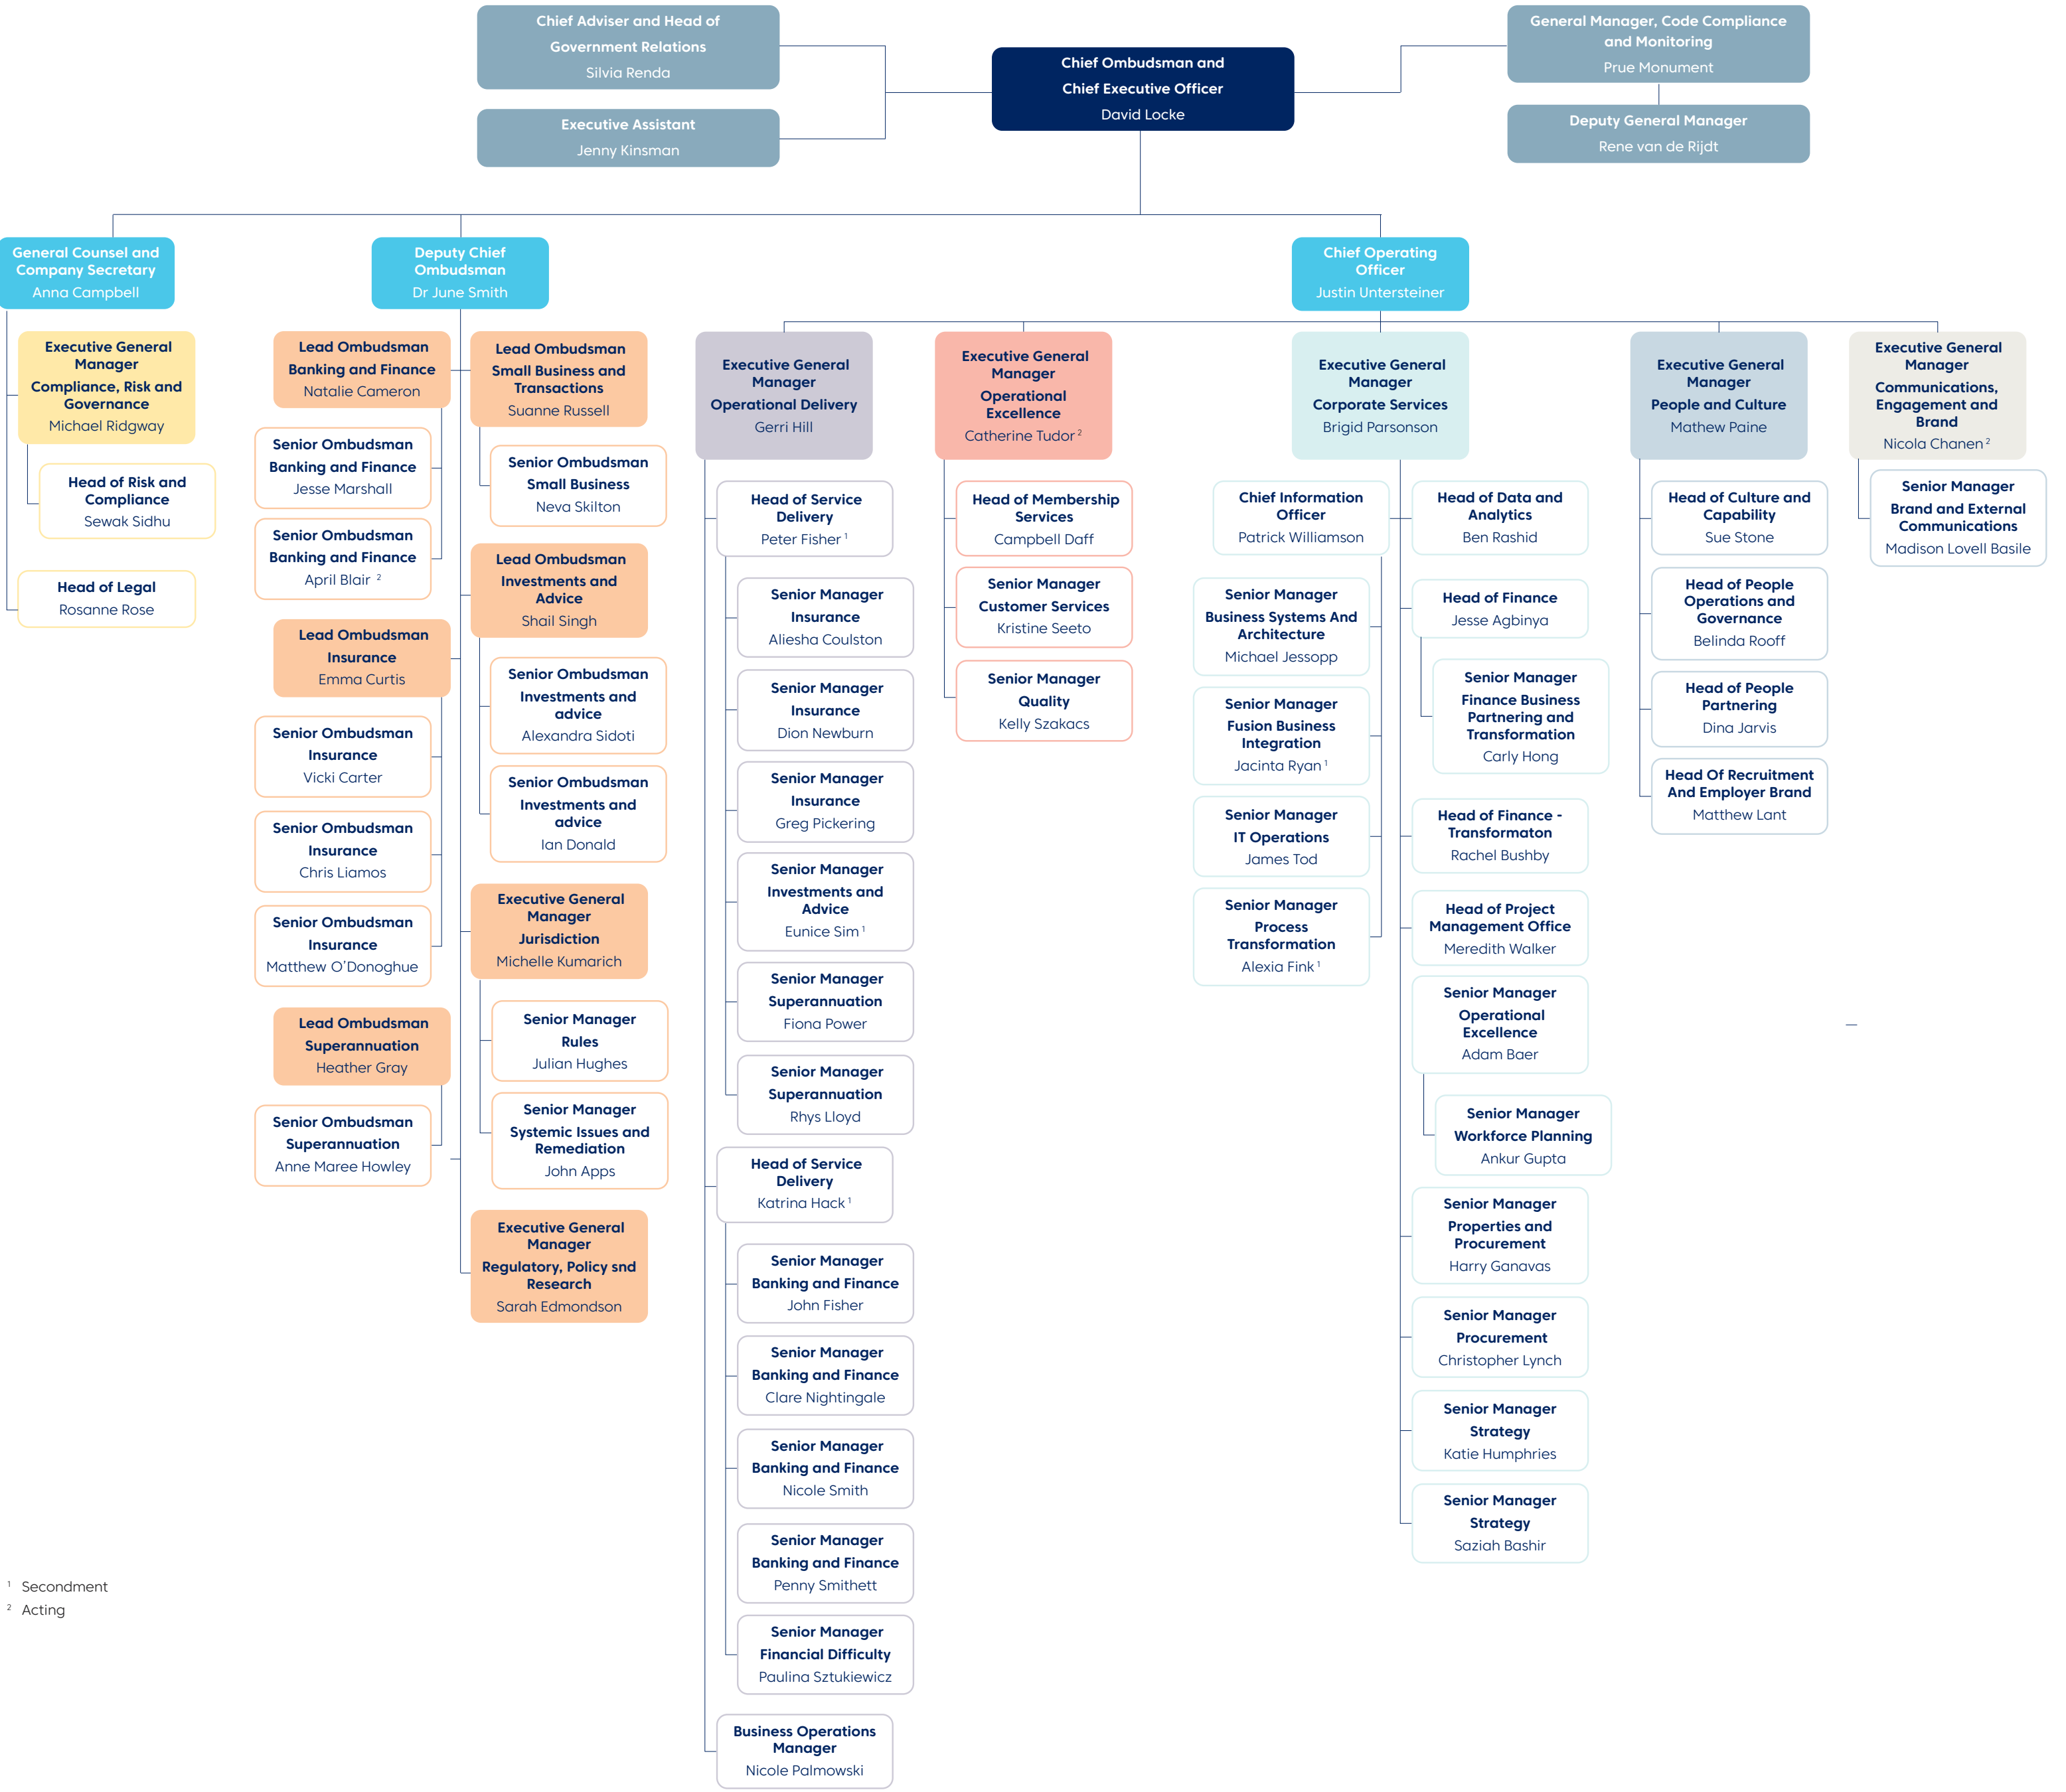 Chief Adviser and Head of
Government Relations
Silvia Renda
Executive Assistant
Jenny Kinsman
Chief Ombudsman and
Chief Executive Officer
David Locke
General Manager, Code Compliance
and Monitoring
Prue Monument
Deputy General Manager
Rene van de Rijdt
General Counsel and
Company Secretary
Anna Campbell
Executive General
Manager
Compliance, Risk and
Governance
Michael Ridgway
Head of Risk and
Compliance
Sewak Sidhu
Head of Legal
Rosanne Rose
Deputy Chief
Ombudsman
Dr June Smith
Lead Ombudsman
Banking and Finance
Natalie Cameron
Senior Ombudsman
Banking and Finance
Jesse Marshall
Senior Ombudsman
Banking and Finance
April Blair 2
Lead Ombudsman
Insurance
Emma Curtis
Senior Ombudsman
Insurance
Vicki Carter
Senior Ombudsman
Insurance
Chris Liamos
Senior Ombudsman
Insurance
Matthew O'Donoghue
Lead Ombudsman
Superannuation
Heather Gray
Senior Ombudsman
Superannuation
Anne Maree Howley
Lead Ombudsman
Small Business and
Transactions
Suanne Russell
Senior Ombudsman
Small Business
Neva Skilton
Lead Ombudsman
Investments and
Advice
Shail Singh
Senior Ombudsman
Investments and
advice
Alexandra Sidoti
Senior Ombudsman
Investments and
advice
Ian Donald
Executive General
Manager
Jurisdiction
Michelle Kumarich
Senior Manager
Rules
Julian Hughes
Senior Manager
Systemic Issues and
Remediation
John Apps
Executive General
Manager
Regulatory, Policy snd
Research
Sarah Edmondson
Chief Operating
Officer
Justin Untersteiner
Executive General
Manager
Operational Delivery
Gerri Hill
Head of Service
Delivery
Peter Fisher 1
Senior Manager
Insurance
Aliesha Coulston
Senior Manager
Insurance
Dion Newburn
Senior Manager
Insurance
Greg Pickering
Senior Manager
Investments and
Advice
Eunice Sim 1
Senior Manager
Superannuation
Fiona Power
Senior Manager
Superannuation
Rhys Lloyd
Head of Service
Delivery
Katrina Hack 1
Senior Manager
Banking and Finance
John Fisher
Senior Manager
Banking and Finance
Clare Nightingale
Senior Manager
Banking and Finance
Nicole Smith
Senior Manager
Banking and Finance
Penny Smithett
Senior Manager
Financial Difficulty
Paulina Sztukiewicz
Business Operations
Manager
Nicole Palmowski
Executive General
Manager
Operational
Excellence
Catherine Tudor 2
Head of Membership
Services
Campbell Daff
Senior Manager
Customer Services
Kristine Seeto
Senior Manager
Quality
Kelly Szakacs
Executive General
Manager
Corporate Services
Brigid Parsonson
Chief Information
Officer
Patrick Williamson
Senior Manager
Business Systems And
Architecture
Michael Jessopp
Senior Manager
Fusion Business
Integration
Jacinta Ryan 1
Senior Manager
IT Operations
James Tod
Senior Manager
Process
Transformation
Alexia Fink 1
Head of Data and
Analytics
Ben Rashid
Head of Finance
Jesse Agbinya
Senior Manager
Finance Business
Partnering and
Transformation
Carly Hong
Head of Finance -
Transformaton
Rachel Bushby
Head of Project
Management Office
Meredith Walker
Senior Manager
Operational
Excellence
Adam Baer
Senior Manager
Workforce Planning
Ankur Gupta
Senior Manager
Properties and
Procurement
Harry Ganavas
Senior Manager
Procurement
Christopher Lynch
Senior Manager
Strategy
Katie Humphries
Senior Manager
Strategy
Saziah Bashir
Executive General
Manager
People and Culture
Mathew Paine
Head of Culture and
Capability
Sue Stone
Head of People
Operations and
Governance
Belinda Rooff
Head of People
Partnering
Dina Jarvis
Head Of Recruitment
And Employer Brand
Matthew Lant
Executive General
Manager
Communications,
Engagement and
Brand
Nicola Chanen 2
Senior Manager
Brand and External
Communications
Madison Lovell Basile
1 Secondment
2 Acting